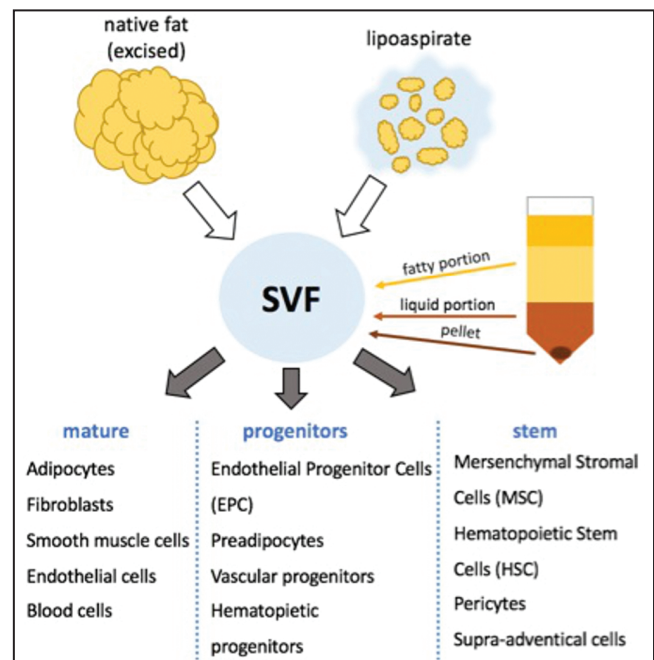 native fat
(excised)
lipoaspirate
SVF
fatty portion
liquid portion
pellet
mature
Adipocytes
Fibroblasts
Smooth muscle cells
Endothelial cells
Blood cells
progenitors
Endothelial Progenitor Cells
(EPC)
Preadipocytes
Vascular progenitors
Hematopietic
progenitors
stem
Mersenchymal Stromal
Cells (MSC)
Hematopoietic Stem
Cells (HSC)
Pericytes
Supra-adventical cells